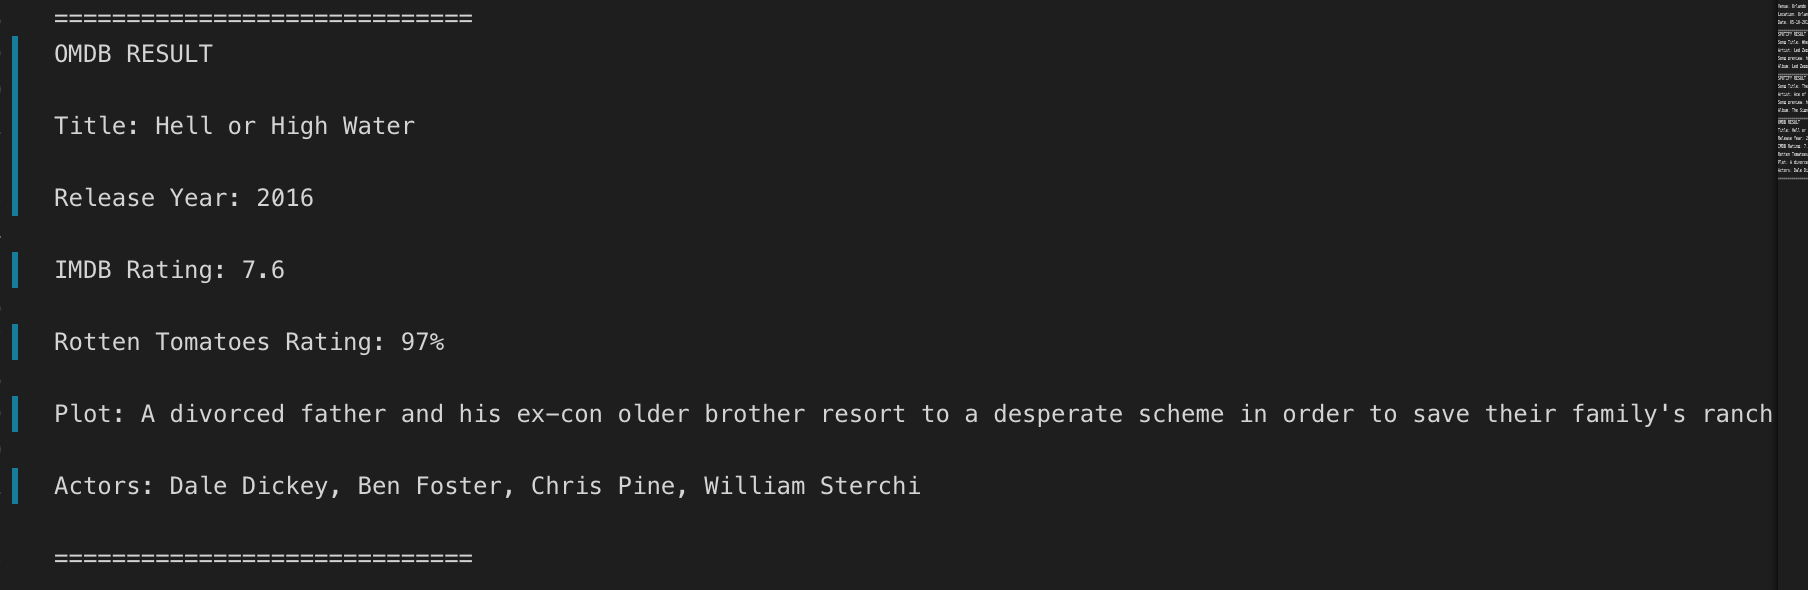 =============================
OMDB RESULT
Title: Hell or High Water
Release Year: 2016
IMDB Rating: 7.6
Rotten Tomatoes Rating: 97%
Plot: A divorced father and his ex-con older brother resort to a desperate scheme in order to save their family's ranch
Actors: Dale Dickey, Ben Foster, Chris Pine, William Sterchi
=============================